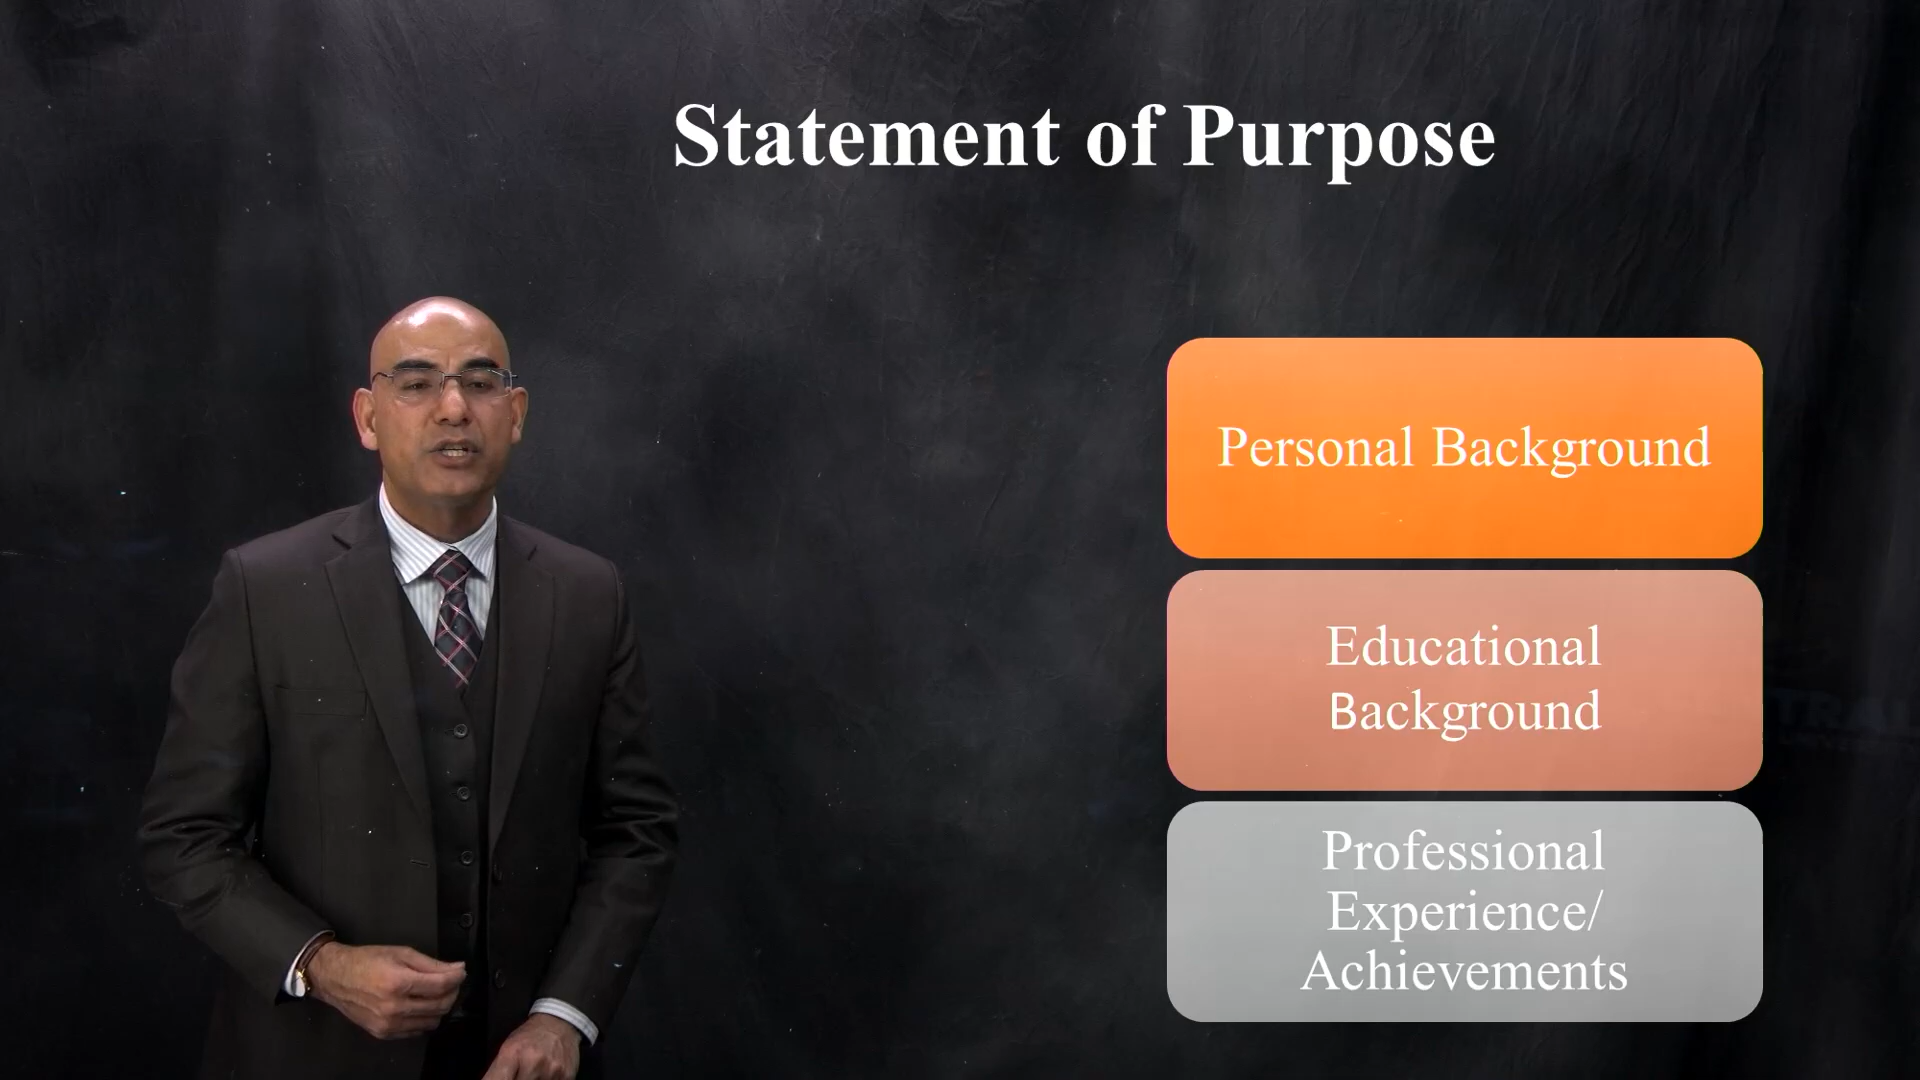 Statement of Purpose
Personal Background
Educational
Background
Professional
Experience/
Achievements